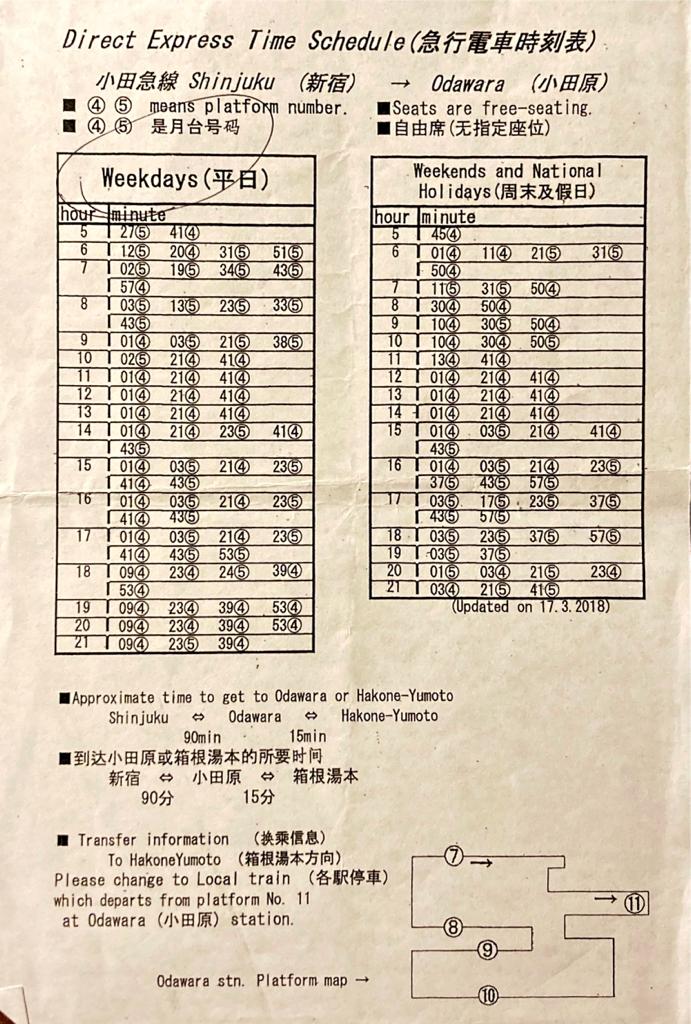 Direct Express Time Schedule(急行電車時刻表)
小田急線 Shinjuku (新宿) → Odawara (小田原)
■ ④ ⑤ means platform number.
■ ④ ⑤ 是月台号码
■Seats are free-seating.
■自由席(无指定座位)
Weekdays(平日)
hour minute
5 27⑤ 41④
6 12⑤ 20④ 31⑤ 51⑤
7 02⑤ 19⑤ 34⑤ 43⑤
57④
8 03⑤ 13⑤ 23⑤ 33⑤
43⑤
9 01④ 03⑤ 21⑤ 38⑤
10 02⑤ 21④ 41④
11 01④ 21④ 41④
12 01④ 21④ 41④
13 01④ 21④ 41④
14 01④ 21④ 23⑤ 41④
43⑤
15 01④ 03⑤ 21④ 23⑤
41④ 43⑤
16 01④ 03⑤ 21④ 23⑤
41④ 43⑤
17 01④ 03⑤ 21④ 23⑤
41④ 43⑤ 53⑤
18 09④ 23④ 24⑤ 39④
53④
19 09④ 23④ 39④ 53④
20 09④ 23④ 39④ 53④
21 09④ 23⑤ 39④
Weekends and National
Holidays(周末及假日)
hour minute
5 45④
6 01④ 11④ 21⑤ 31⑤
50④
7 11⑤ 31⑤ 50④
8 30④ 50④
9 10④ 30⑤ 50④
10 10④ 30④ 50⑤
11 13④ 41④
12 01④ 21④ 41④
13 01④ 21④ 41④
14 01④ 21④ 41④
15 01④ 03⑤ 21④ 41④
43⑤
16 01④ 03⑤ 21④ 23⑤
37⑤ 43⑤ 57⑤
17 03⑤ 17⑤ 23⑤ 37⑤
43⑤ 57⑤
18 03⑤ 23⑤ 37⑤ 57⑤
19 03⑤ 37⑤
20 01⑤ 03④ 21⑤ 23④
21 03④ 21⑤ 41⑤
(Updated on 17.3.2018)
■Approximate time to get to Odawara or Hakone-Yumoto
Shinjuku ⇔ Odawara ⇔ Hakone-Yumoto
90min 15min
■到达小田原或箱根湯本的所要时间
新宿 ⇔ 小田原 ⇔ 箱根湯本
90分 15分
■ Transfer information (换乘信息)
To HakoneYumoto (箱根湯本方向)
Please change to Local train (各駅停車)
which departs from platform No. 11
at Odawara (小田原) station.
Odawara stn. Platform map →
⑦ →
→ ⑪
⑧
⑨
⑩